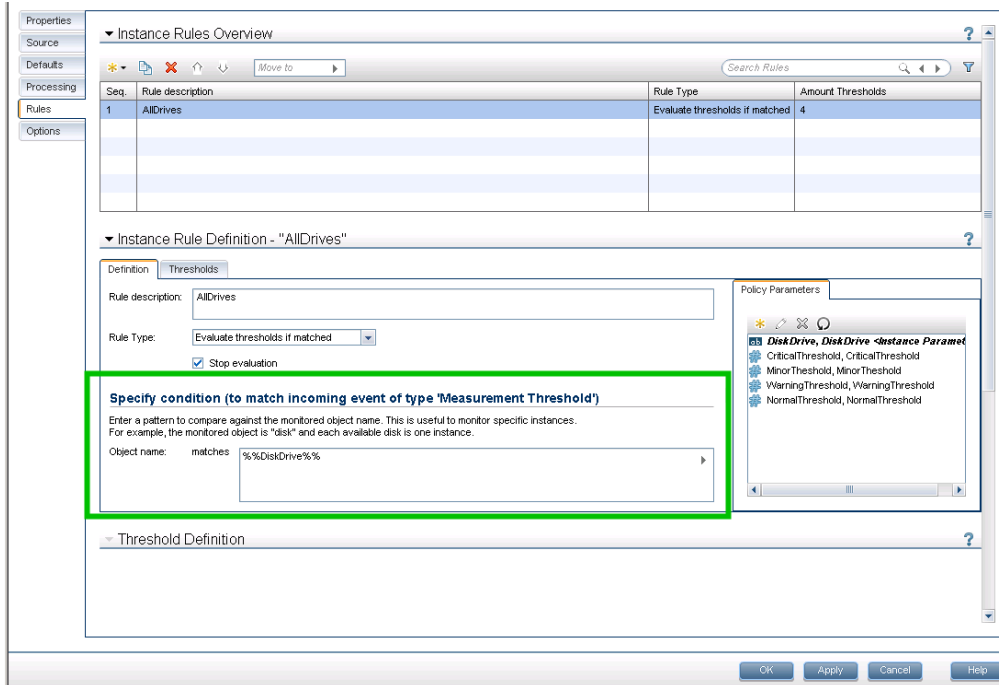 Properties
Source
Defaults
Processing
Rules
Options
Instance Rules Overview ?
Move to
Search Rules
Seq. Rule description Rule Type Amount Thresholds
1 AllDrives Evaluate thresholds if matched 4
Instance Rule Definition - "AllDrives" ?
Definition Thresholds
Rule description: AllDrives
Rule Type: Evaluate thresholds if matched
Stop evaluation
Specify condition (to match incoming event of type 'Measurement Threshold')
Enter a pattern to compare against the monitored object name. This is useful to monitor specific instances.
For example, the monitored object is "disk" and each available disk is one instance.
Object name: matches %%DiskDrive%%
Policy Parameters
ab DiskDrive, DiskDrive <Instance Paramet
CriticalThreshold, CriticalThreshold
MinorTheshold, MinorTheshold
WarningThreshold, WarningThreshold
NormalThreshold, NormalThreshold
Threshold Definition ?
OK Apply Cancel Help